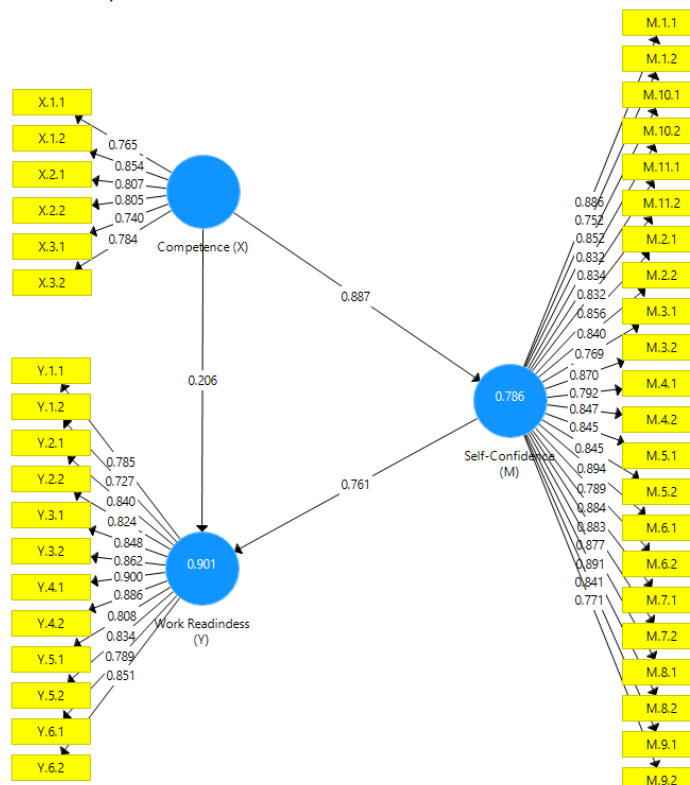 X.1.1
X.1.2
X.2.1
X.2.2
X.3.1
X.3.2
0.765
0.854
0.807
0.805
0.740
0.784
Competence (X)
0.887
0.206
0.761
Y.1.1
Y.1.2
Y.2.1
Y.2.2
Y.3.1
Y.3.2
Y.4.1
Y.4.2
Y.5.1
Y.5.2
Y.6.1
Y.6.2
0.785
0.727
0.840
0.824
0.848
0.862
0.900
0.886
0.808
0.834
0.789
0.851
0.901
Work Readindess
(Y)
0.786
Self-Confidence
(M)
0.886
0.752
0.852
0.832
0.834
0.832
0.856
0.840
0.769
0.870
0.792
0.847
0.845
0.845
0.894
0.789
0.884
0.883
0.877
0.891
0.841
0.771
M.1.1
M.1.2
M.10.1
M.10.2
M.11.1
M.11.2
M.2.1
M.2.2
M.3.1
M.3.2
M.4.1
M.4.2
M.5.1
M.5.2
M.6.1
M.6.2
M.7.1
M.7.2
M.8.1
M.8.2
M.9.1
M.9.2